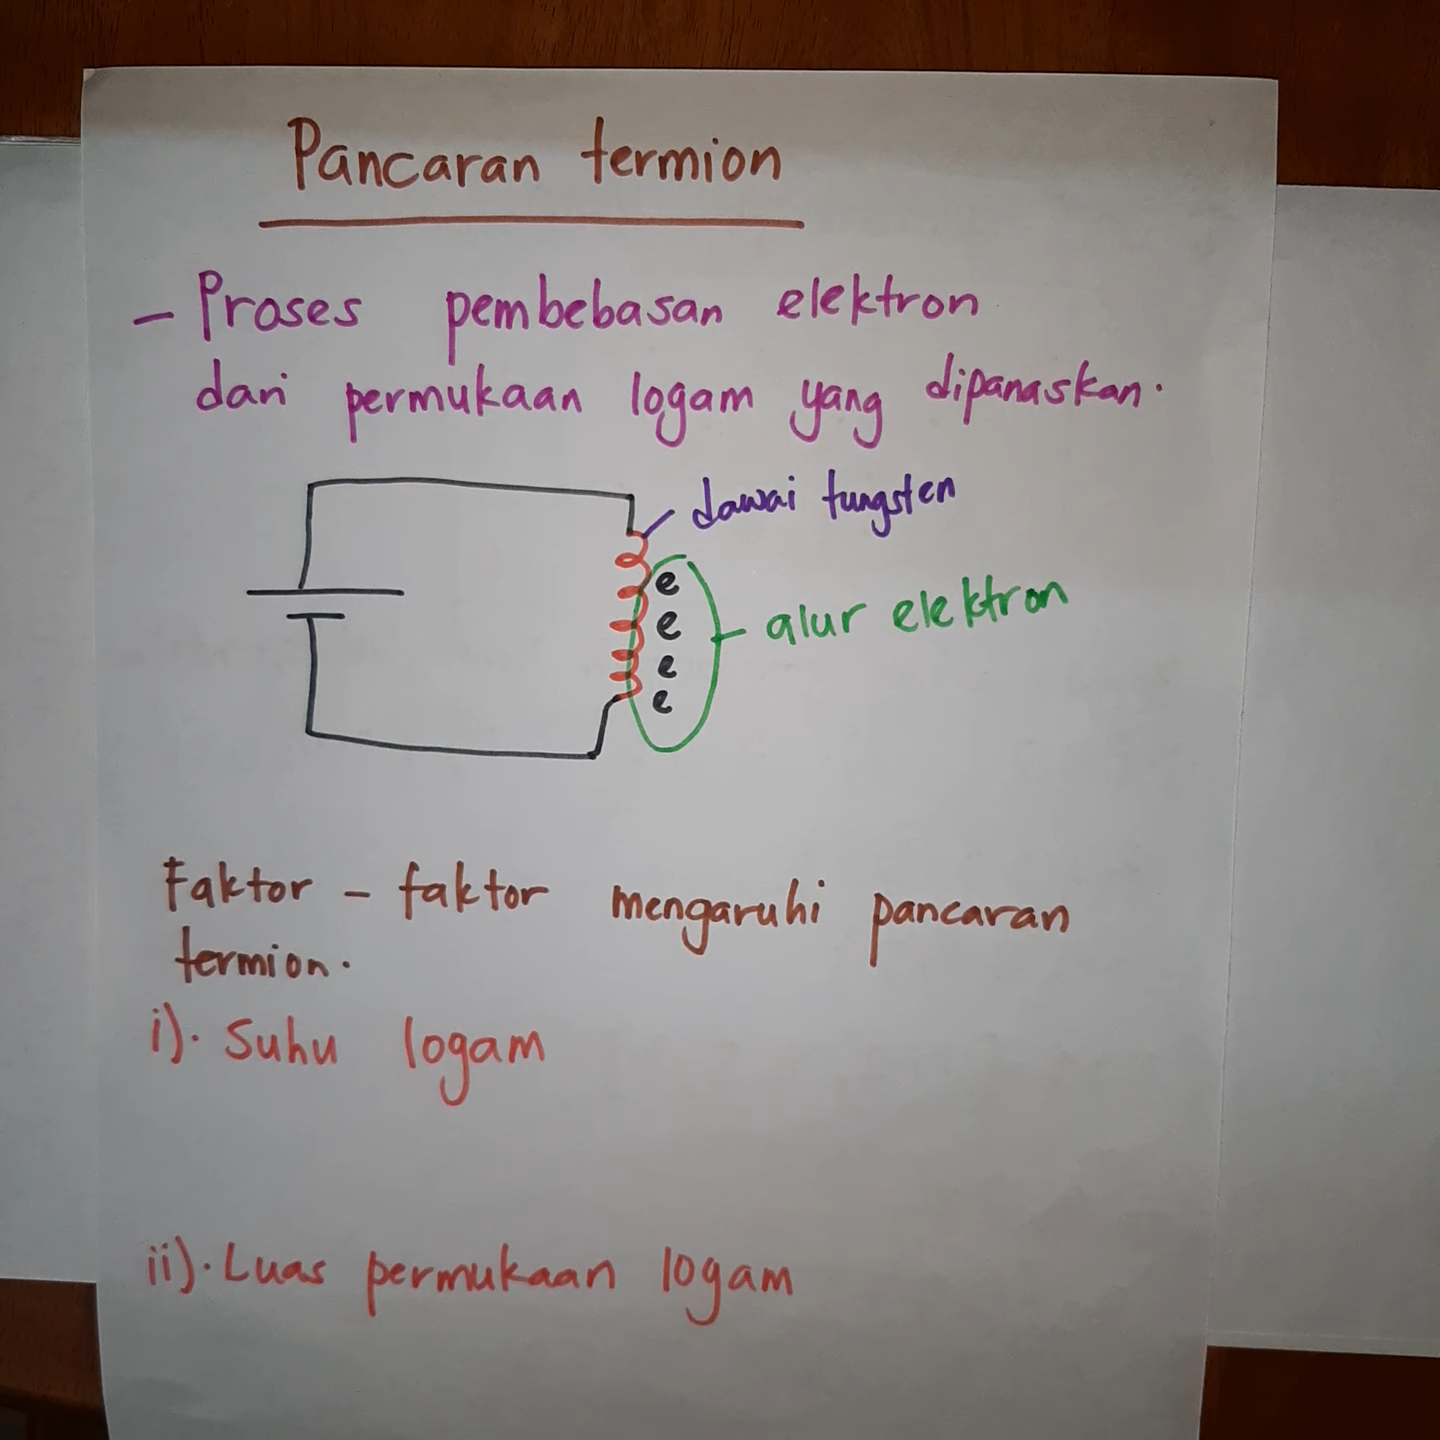 Pancaran termion
- Proses pembebasan elektron
dari permukaan logam yang dipanaskan.
dawai tungsten
e
alur elektron
e
e
e
Faktor - faktor mengaruhi pancaran
termion.
i). Suhu logam
ii). Luas permukaan logam